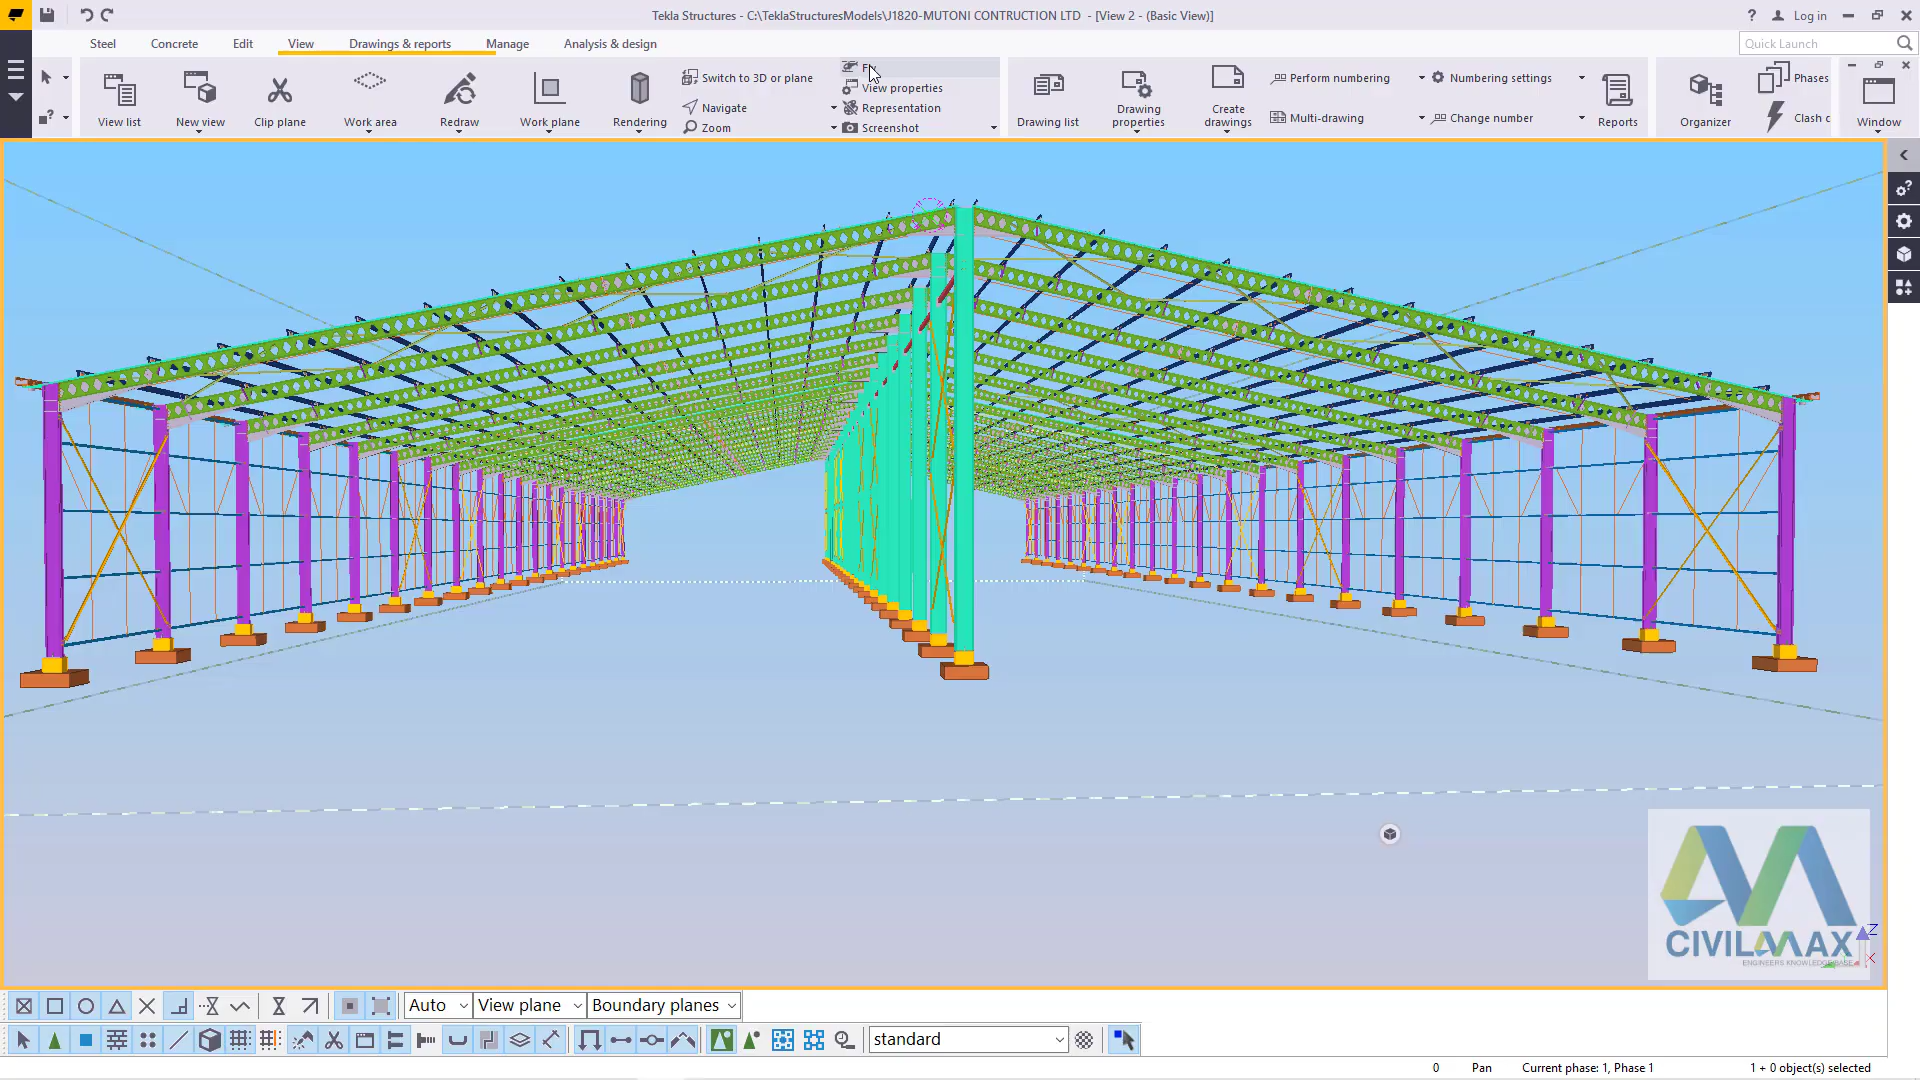 Tekla Structures - C:\TeklaStructuresModels\J1820-MUTONI CONTRUCTION LTD - [View 2 - (Basic View)]
? Log in
Steel Concrete Edit View Drawings & reports Manage Analysis & design
Quick Launch
View list
New view
Clip plane
Work area
Redraw
Work plane
Rendering
Switch to 3D or plane
Navigate
Zoom
View properties
Representation
Screenshot
Drawing list
Drawing
properties
Create
drawings
Perform numbering
Multi-drawing
Numbering settings
Change number
Reports
Organizer
Phases
Clash c
Window
CIVILMAX
ENGINEERS KNOWLEDGE BASE
Z
X
Auto View plane Boundary planes
standard
0 Pan Current phase: 1, Phase 1 1 + 0 object(s) selected